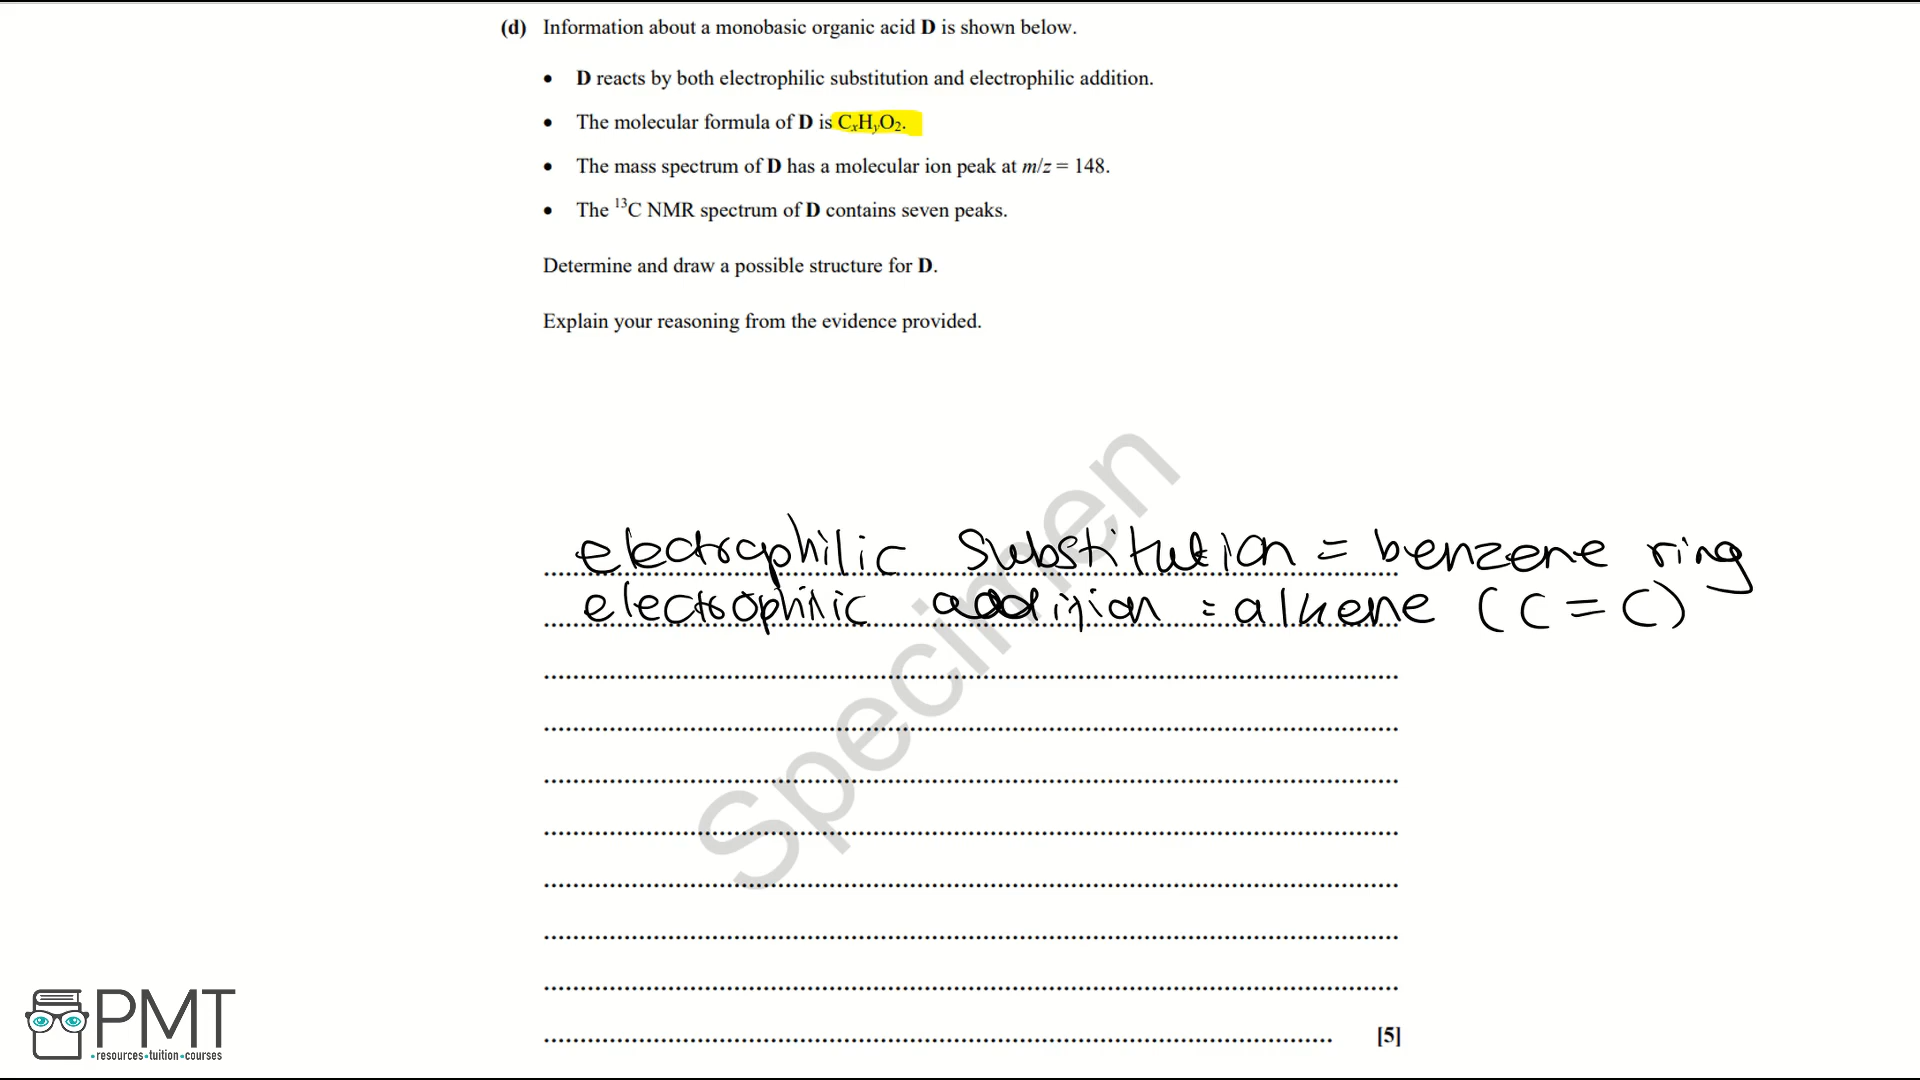 (d) Information about a monobasic organic acid D is shown below.
• D reacts by both electrophilic substitution and electrophilic addition.
• The molecular formula of D is CₓHᵧO₂.
• The mass spectrum of D has a molecular ion peak at m/z = 148.
• The ¹³C NMR spectrum of D contains seven peaks.
Determine and draw a possible structure for D.
Explain your reasoning from the evidence provided.
Specimen
electrophilic substitution = benzene ring
electrophilic addition = alkene (C=C)
[5]
PMT
•resources•tuition•courses